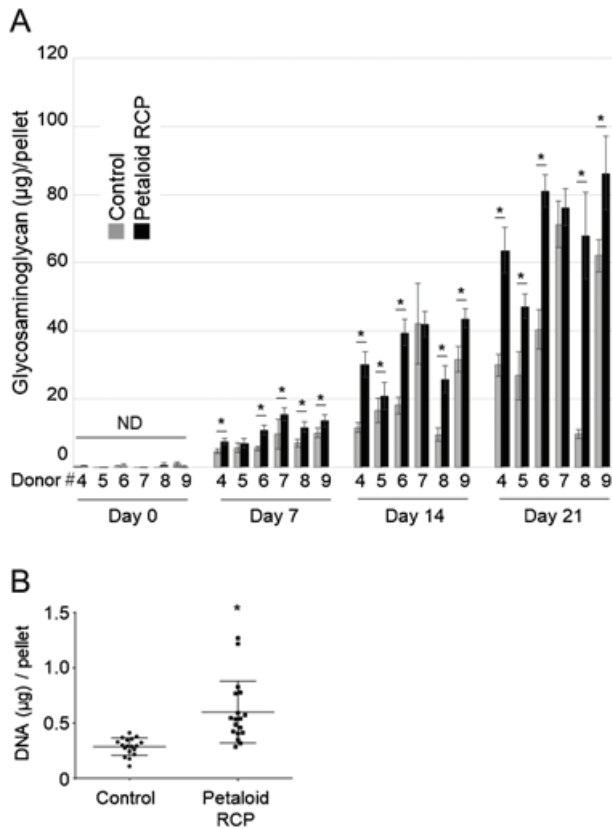 A
Glycosaminoglycan (µg)/pellet
120
100
80
60
40
20
0
Control
Petaloid RCP
ND
* * * * *
* * * * *
* * * * *
Donor # 4 5 6 7 8 9 4 5 6 7 8 9 4 5 6 7 8 9 4 5 6 7 8 9
Day 0 Day 7 Day 14 Day 21
B
DNA (µg) / pellet
1.5
1.0
0.5
0
*
Control
Petaloid
RCP